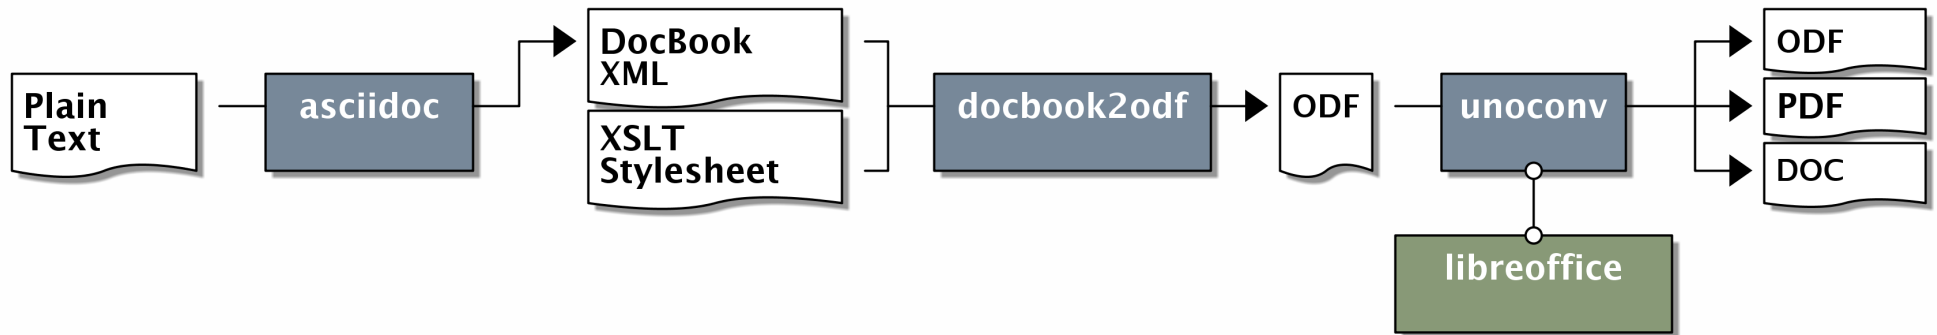 Plain
Text
asciidoc
DocBook
XML
XSLT
Stylesheet
docbook2odf
ODF
unoconv
libreoffice
ODF
PDF
DOC